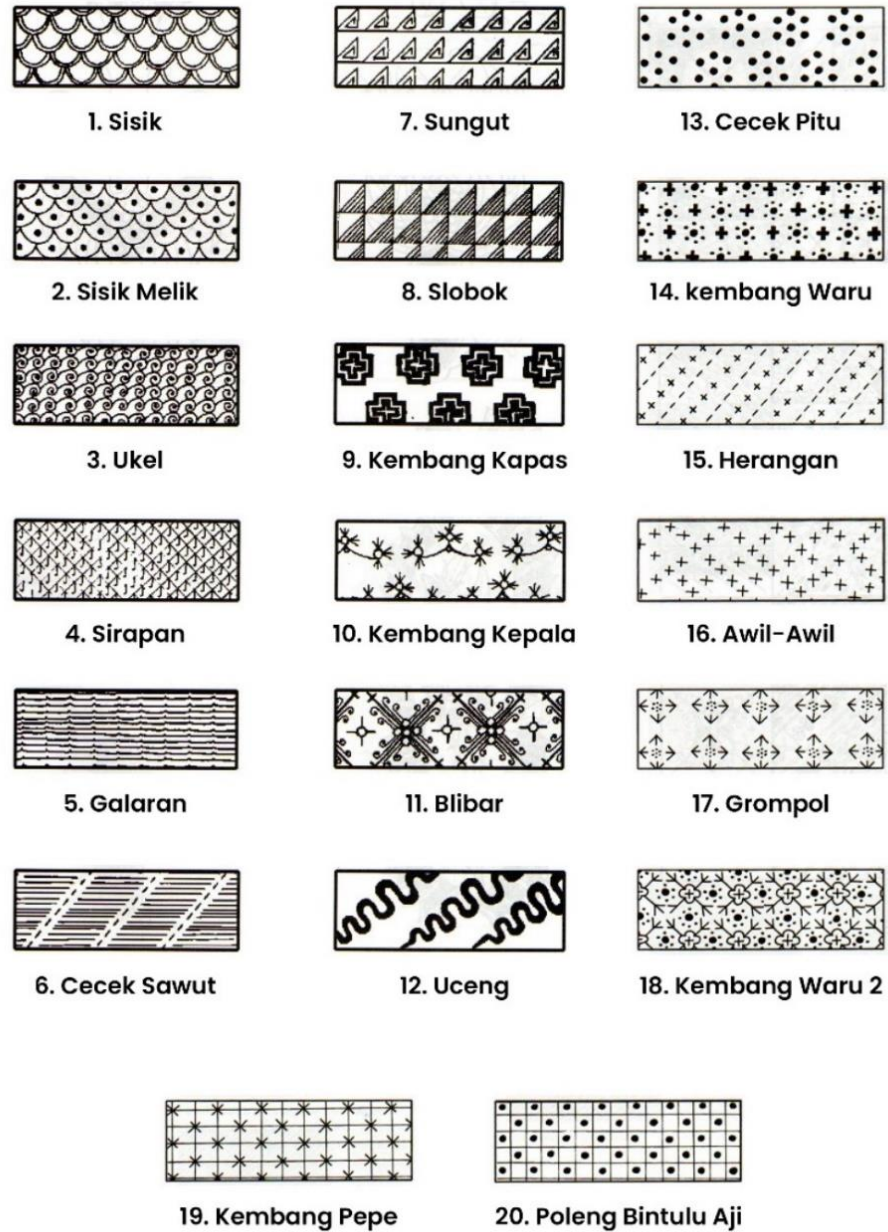 1. Sisik
7. Sungut
13. Cecek Pitu
2. Sisik Melik
8. Slobok
14. kembang Waru
3. Ukel
9. Kembang Kapas
15. Herangan
4. Sirapan
10. Kembang Kepala
16. Awil-Awil
5. Galaran
11. Blibar
17. Grompol
6. Cecek Sawut
12. Uceng
18. Kembang Waru 2
19. Kembang Pepe
20. Poleng Bintulu Aji